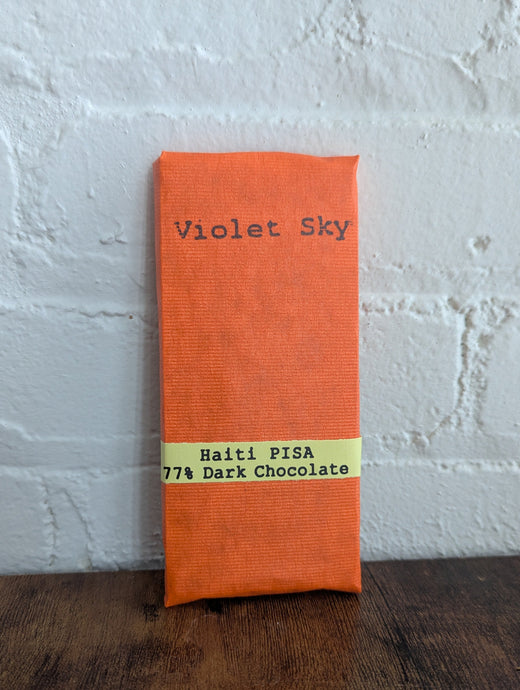 Violet Sky
Haiti PISA
77% Dark Chocolate